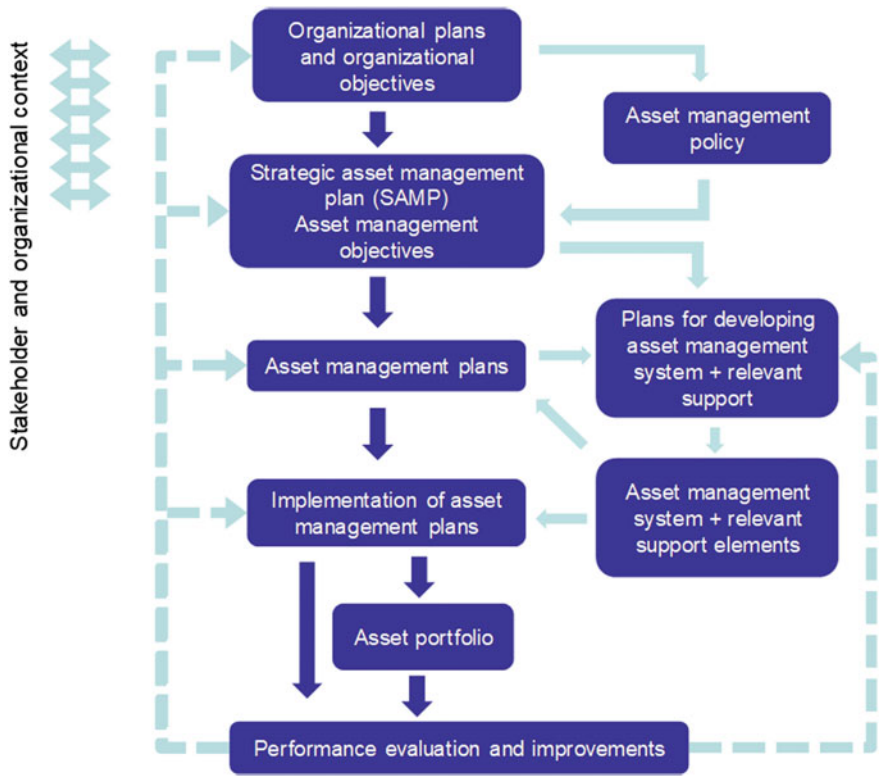 Stakeholder and organizational context
Organizational plans
and organizational
objectives
Asset management
policy
Strategic asset management
plan (SAMP)
Asset management
objectives
Plans for developing
asset management
system + relevant
support
Asset management plans
Implementation of asset
management plans
Asset management
system + relevant
support elements
Asset portfolio
Performance evaluation and improvements